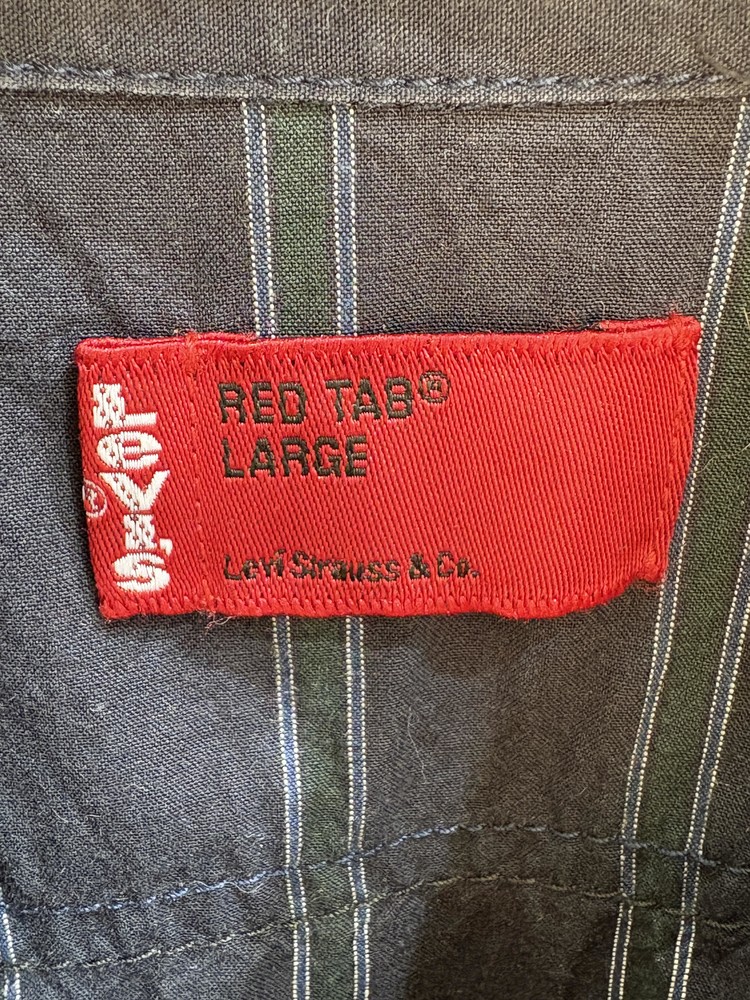 LEVI'S®
RED TAB®
LARGE
Levi Strauss & Co.